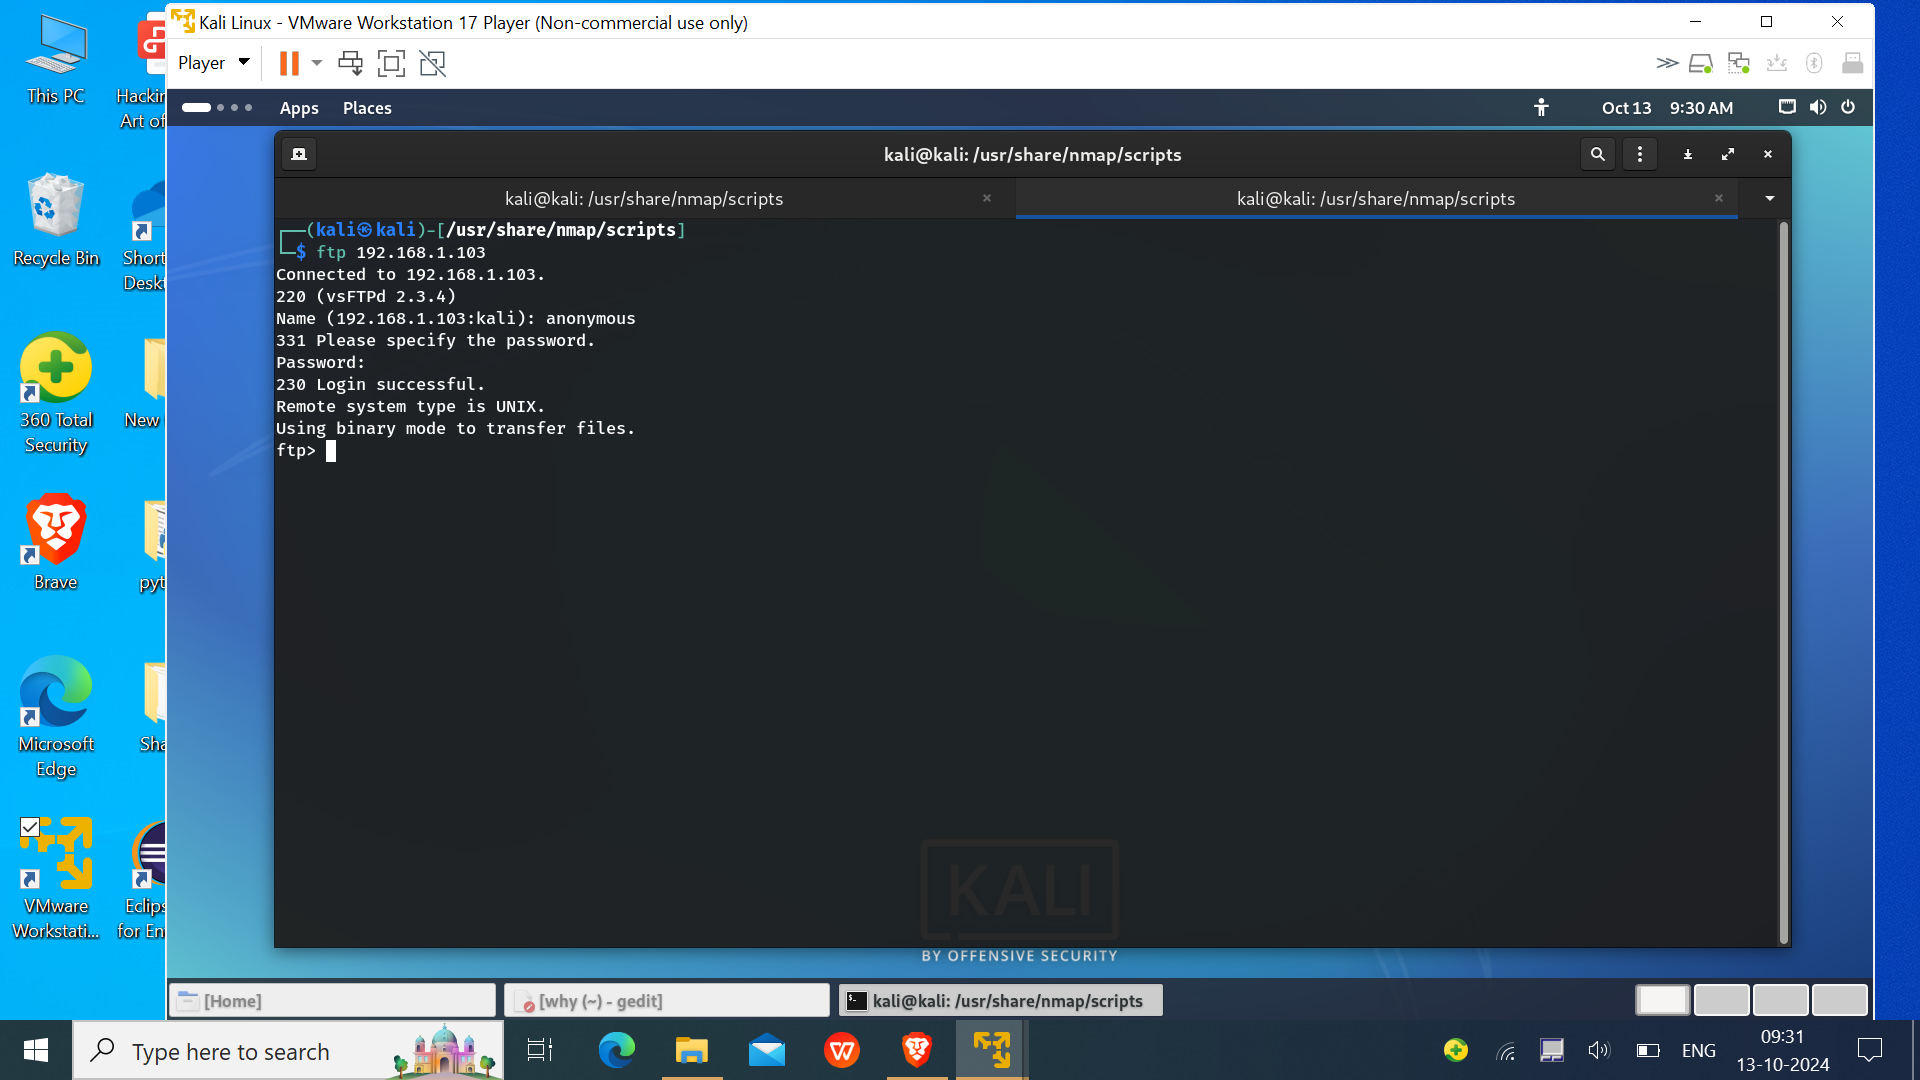 Kali Linux - VMware Workstation 17 Player (Non-commercial use only)
Player
This PC
Hackin
Art of
Apps Places
Oct 13 9:30 AM
kali@kali: /usr/share/nmap/scripts
kali@kali: /usr/share/nmap/scripts
kali@kali: /usr/share/nmap/scripts
(kali㉿kali)-[/usr/share/nmap/scripts]
$ ftp 192.168.1.103
Connected to 192.168.1.103.
220 (vsFTPd 2.3.4)
Name (192.168.1.103:kali): anonymous
331 Please specify the password.
Password:
230 Login successful.
Remote system type is UNIX.
Using binary mode to transfer files.
ftp>
Recycle Bin
Short
Deskt
360 Total
Security
New
Brave
pyt
Microsoft
Edge
Sha
VMware
Workstati...
Eclips
for En
KALI
BY OFFENSIVE SECURITY
[Home]
[why (~) - gedit]
kali@kali: /usr/share/nmap/scripts
Type here to search
ENG
09:31
13-10-2024